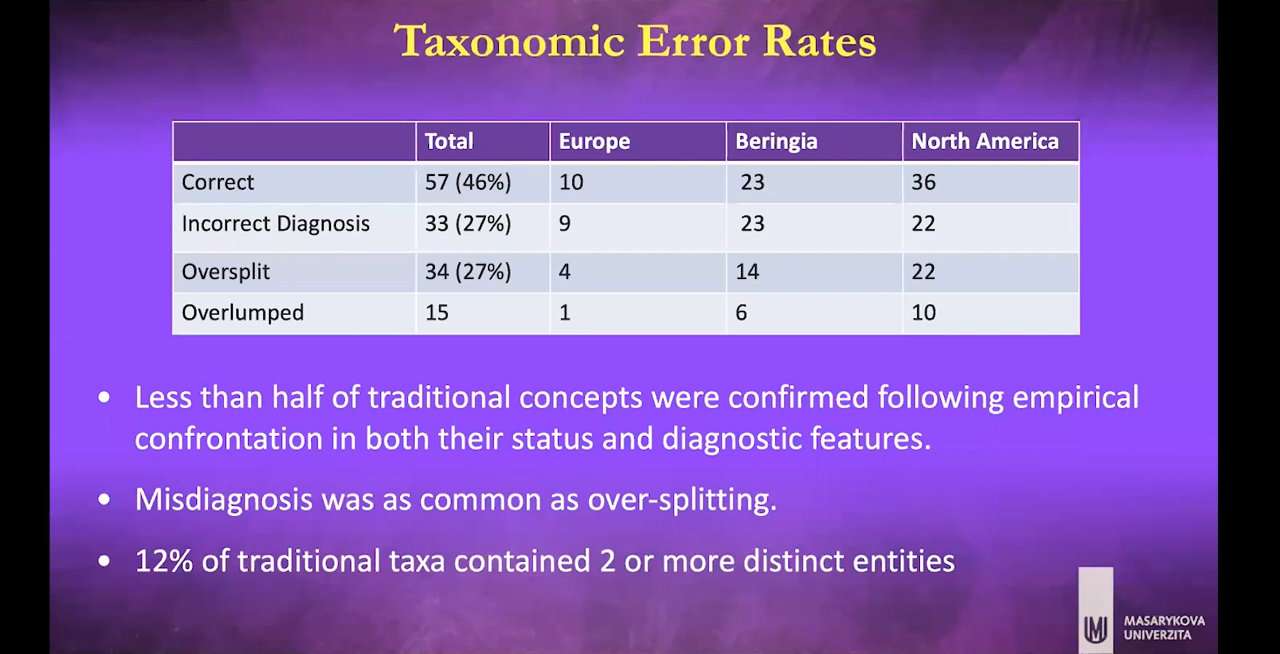 Taxonomic Error Rates
Total Europe Beringia North America
Correct 57 (46%) 10 23 36
Incorrect Diagnosis 33 (27%) 9 23 22
Oversplit 34 (27%) 4 14 22
Overlumped 15 1 6 10
• Less than half of traditional concepts were confirmed following empirical
confrontation in both their status and diagnostic features.
• Misdiagnosis was as common as over-splitting.
• 12% of traditional taxa contained 2 or more distinct entities
MASARYKOVA
UNIVERZITA